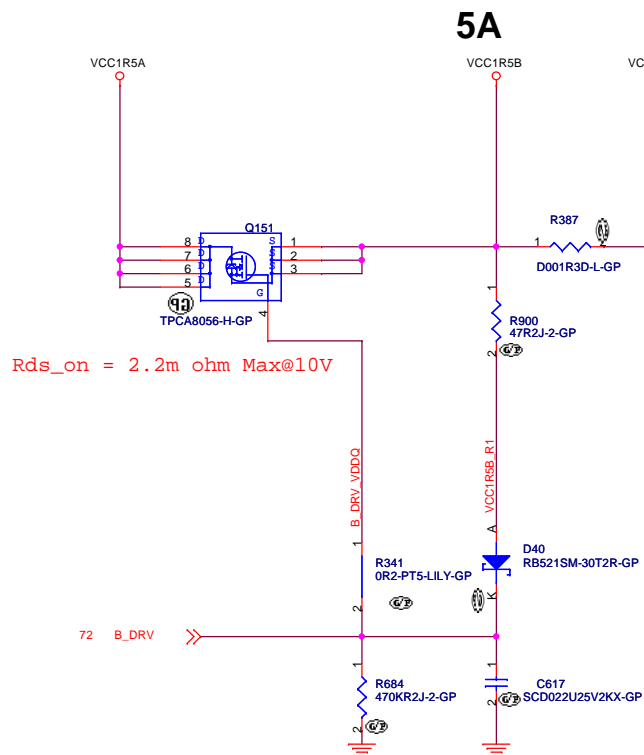 5A
VCC1R5A
VCC1R5B
VC
Q151
R387
8 D S 1
7 D S 2
6 D S 3
5 D
G
4
1
D001R3D-L-GP
GP
TPCA8056-H-GP
1
R900
47R2J-2-GP
2
G/P
Rds_on = 2.2m ohm Max@10V
B_DRV_VDDQ
VCC1R5B_R1
1
R341
0R2-PT5-LILY-GP
2
G/P
A
D40
RB521SM-30T2R-GP
K
72 B_DRV
1
R684
470KR2J-2-GP
2
G/P
1
C617
SCD022U25V2KX-GP
2
G/P